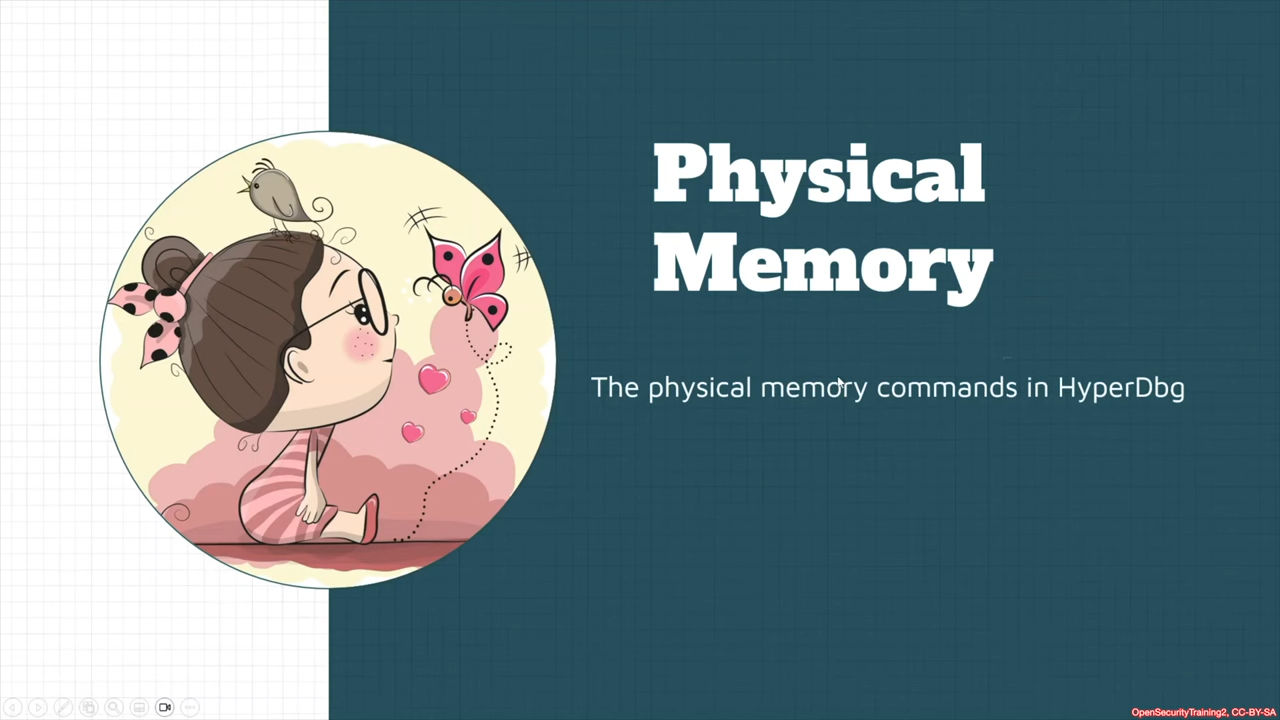 Physical
Memory
The physical memory commands in HyperDbg
OpenSecurityTraining2, CC-BY-SA